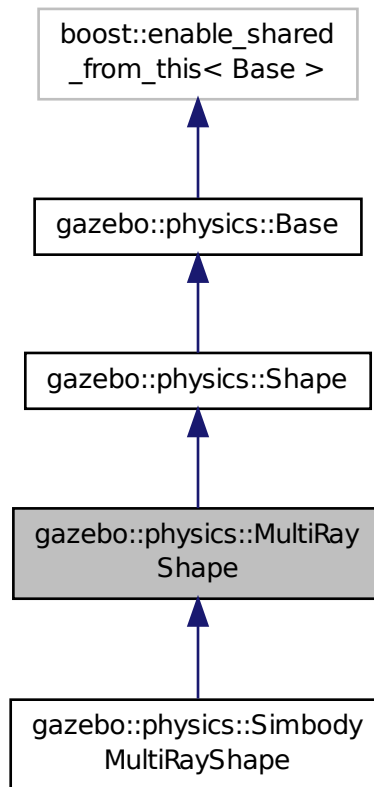 boost::enable_shared
_from_this< Base >
gazebo::physics::Base
gazebo::physics::Shape
gazebo::physics::MultiRay
Shape
gazebo::physics::Simbody
MultiRayShape